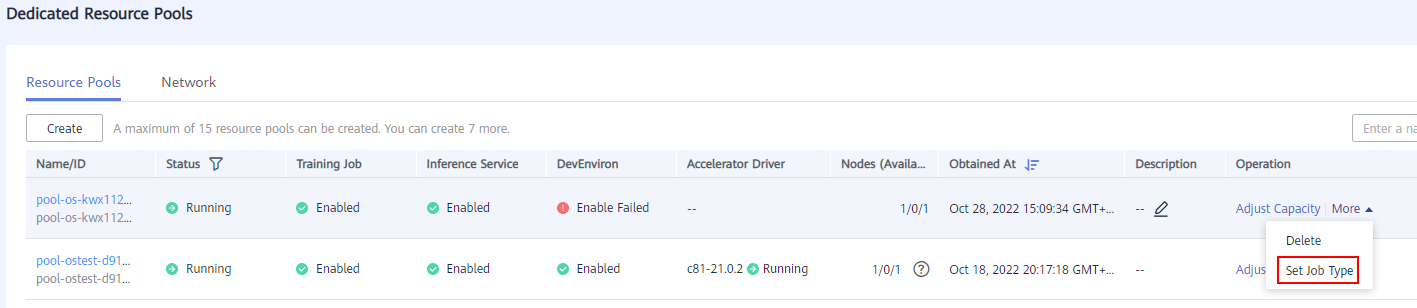 Dedicated Resource Pools
Resource Pools Network
Create A maximum of 15 resource pools can be created. You can create 7 more. Enter a na
Name/ID Status Training Job Inference Service DevEnviron Accelerator Driver Nodes (Availa... Obtained At Description Operation
pool-os-kwx112...
pool-os-kwx112... Running Enabled Enabled Enable Failed -- 1/0/1 Oct 28, 2022 15:09:34 GMT+... -- Adjust Capacity More
Delete
pool-ostest-d91...
pool-ostest-d91... Running Enabled Enabled Enabled c81-21.0.2 Running 1/0/1 Oct 18, 2022 20:17:18 GMT+... -- Adjus
Set Job Type